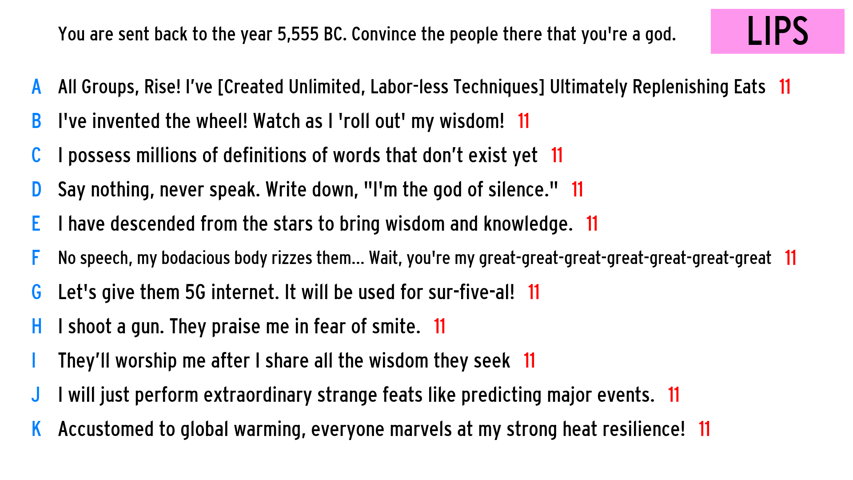 You are sent back to the year 5,555 BC. Convince the people there that you're a god.
LIPS
A All Groups, Rise! I've [Created Unlimited, Labor-less Techniques] Ultimately Replenishing Eats 11
B I've invented the wheel! Watch as I 'roll out' my wisdom! 11
C I possess millions of definitions of words that don't exist yet 11
D Say nothing, never speak. Write down, "I'm the god of silence." 11
E I have descended from the stars to bring wisdom and knowledge. 11
F No speech, my bodacious body rizzes them... Wait, you're my great-great-great-great-great-great-great 11
G Let's give them 5G internet. It will be used for sur-five-al! 11
H I shoot a gun. They praise me in fear of smite. 11
I They'll worship me after I share all the wisdom they seek 11
J I will just perform extraordinary strange feats like predicting major events. 11
K Accustomed to global warming, everyone marvels at my strong heat resilience! 11